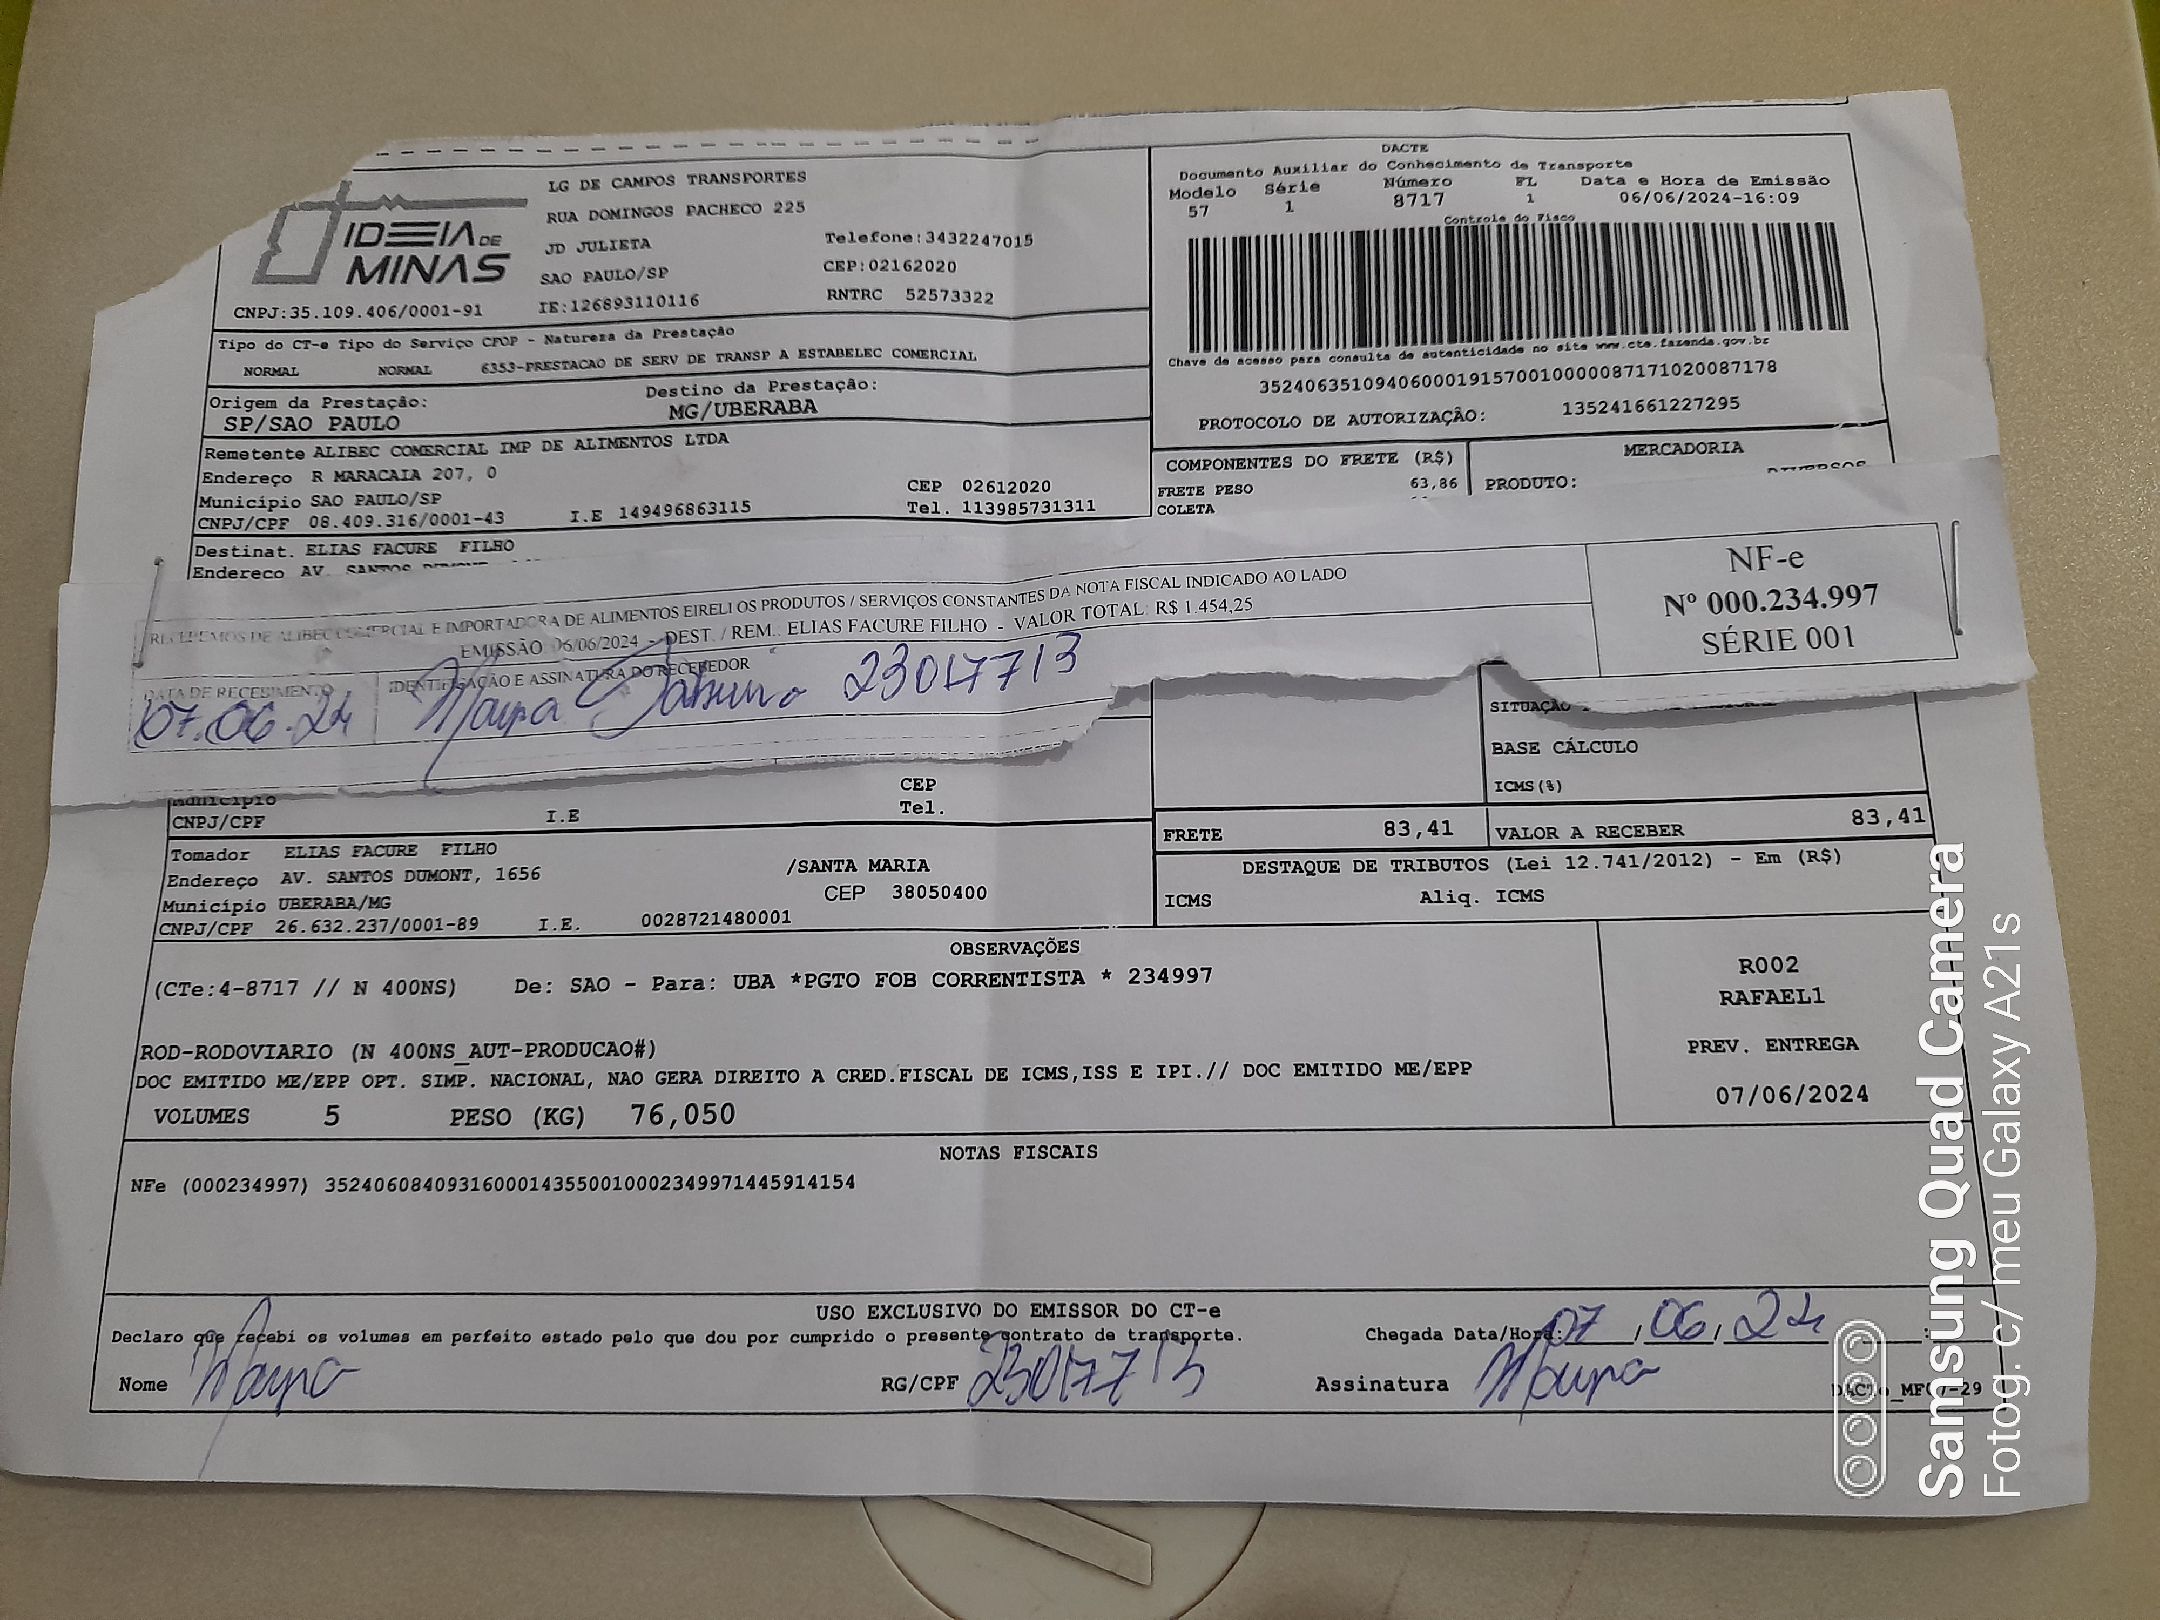 IDEIA DE MINAS
CNPJ:35.109.406/0001-91
LG DE CAMPOS TRANSPORTES
RUA DOMINGOS PACHECO 225
JD JULIETA
SAO PAULO/SP
IE:126893110116
Telefone:3432247015
CEP:02162020
RNTRC 52573322
DACTE
Documento Auxiliar do Conhecimento de Transporte
Modelo Série Número FL Data e Hora de Emissão
57 1 8717 1 06/06/2024-16:09
Controle do Fisco
Chave de acesso para consulta de autenticidade no site www.cte.fazenda.gov.br
35240635109406000191570010000087171020087178
PROTOCOLO DE AUTORIZAÇÃO: 135241661227295
Tipo do CT-e Tipo do Serviço CFOP - Natureza da Prestação
NORMAL NORMAL 6353-PRESTACAO DE SERV DE TRANSP A ESTABELEC COMERCIAL
Origem da Prestação: Destino da Prestação:
SP/SAO PAULO MG/UBERABA
Remetente ALIBEC COMERCIAL IMP DE ALIMENTOS LTDA
Endereço R MARACAIA 207, 0
Município SAO PAULO/SP CEP 02612020
CNPJ/CPF 08.409.316/0001-43 I.E 149496863115 Tel. 113985731311
COMPONENTES DO FRETE (R$) MERCADORIA
FRETE PESO 63,86 PRODUTO: DIVERSOS
COLETA
Destinat. ELIAS FACURE FILHO
Endereço AV. SANTOS DUMONT
RECEBEMOS DE ALIBEC COMERCIAL E IMPORTADORA DE ALIMENTOS EIRELI OS PRODUTOS / SERVIÇOS CONSTANTES DA NOTA FISCAL INDICADO AO LADO
EMISSÃO 06/06/2024 - DEST. / REM.: ELIAS FACURE FILHO - VALOR TOTAL: R$ 1.454,25
DATA DE RECEBIMENTO IDENTIFICAÇÃO E ASSINATURA DO RECEBEDOR
07.06.24 23017713
NF-e
Nº 000.234.997
SÉRIE 001
SITUAÇÃO
BASE CÁLCULO
ICMS(%)
Município CEP
CNPJ/CPF I.E Tel.
FRETE 83,41 VALOR A RECEBER 83,41
Tomador ELIAS FACURE FILHO
Endereço AV. SANTOS DUMONT, 1656 /SANTA MARIA
Município UBERABA/MG CEP 38050400
CNPJ/CPF 26.632.237/0001-89 I.E. 0028721480001
DESTAQUE DE TRIBUTOS (Lei 12.741/2012) - Em (R$)
ICMS Aliq. ICMS
OBSERVAÇÕES
(CTe:4-8717 // N 400NS) De: SAO - Para: UBA *PGTO FOB CORRENTISTA * 234997
ROD-RODOVIARIO (N 400NS_AUT-PRODUCAO#)
DOC EMITIDO ME/EPP OPT. SIMP. NACIONAL, NAO GERA DIREITO A CRED.FISCAL DE ICMS,ISS E IPI.// DOC EMITIDO ME/EPP
VOLUMES 5 PESO (KG) 76,050
R002
RAFAEL1
PREV. ENTREGA
07/06/2024
NOTAS FISCAIS
NFe (000234997) 35240608409316000143550010002349971445914154
USO EXCLUSIVO DO EMISSOR DO CT-e
Declaro que recebi os volumes em perfeito estado pelo que dou por cumprido o presente contrato de transporte.
Chegada Data/Hora: 07/06/24 :
Nome RG/CPF 23017713 Assinatura
Samsung Quad Camera
Fotog. c/ meu Galaxy A21s